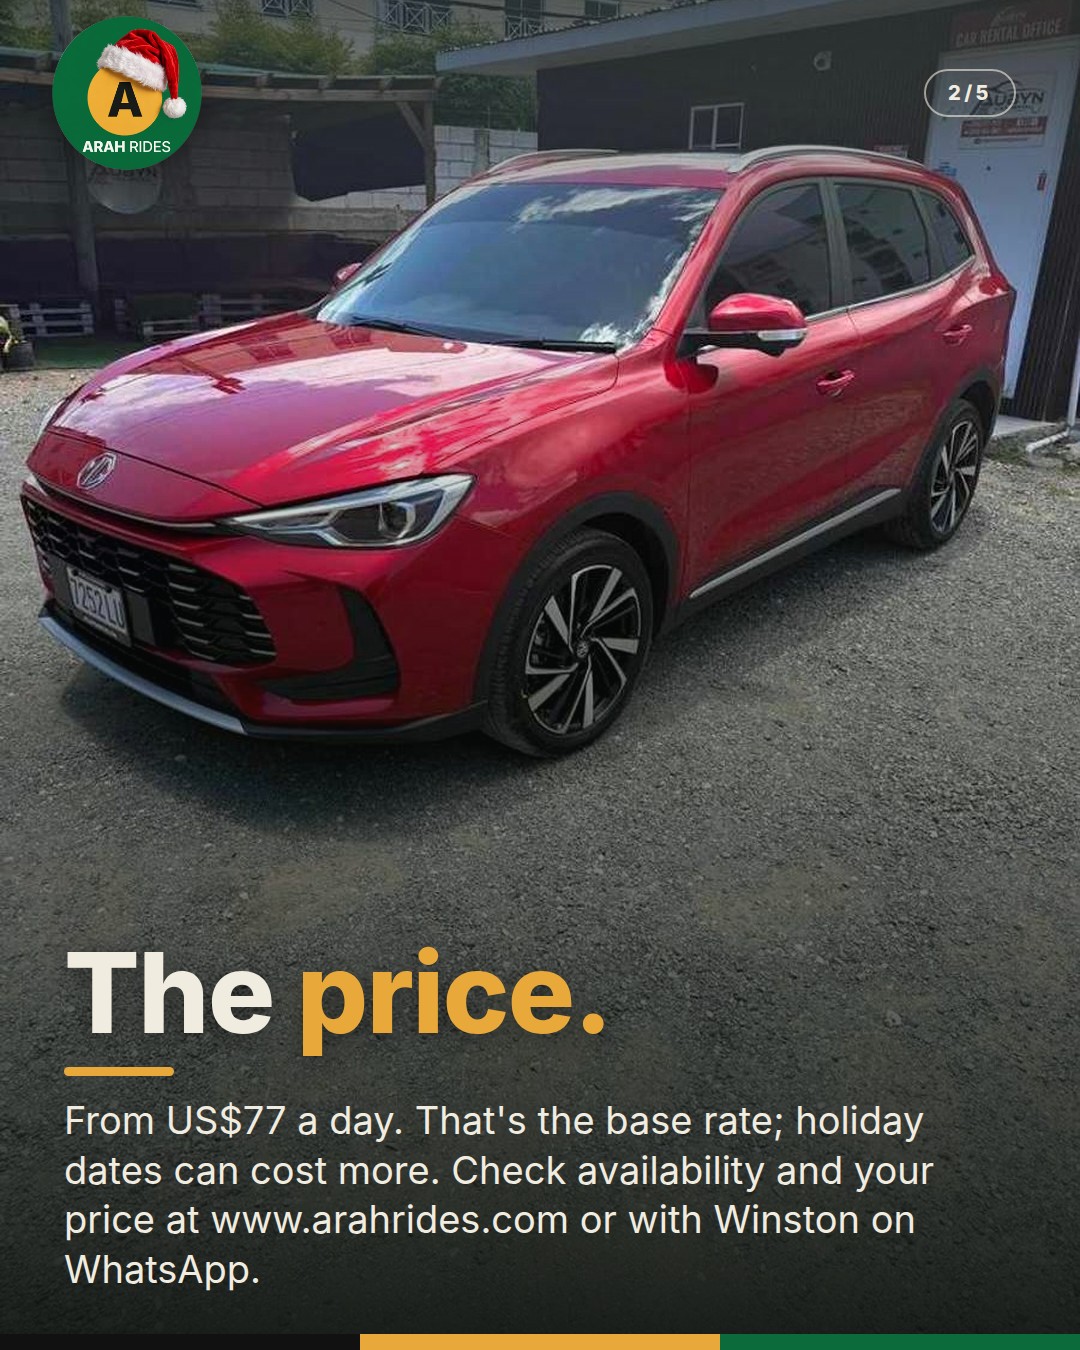 A
ARAH RIDES
CAR RENTAL OFFICE
2/5
7252LU
The price.
From US$77 a day. That's the base rate; holiday
dates can cost more. Check availability and your
price at www.arahrides.com or with Winston on
WhatsApp.